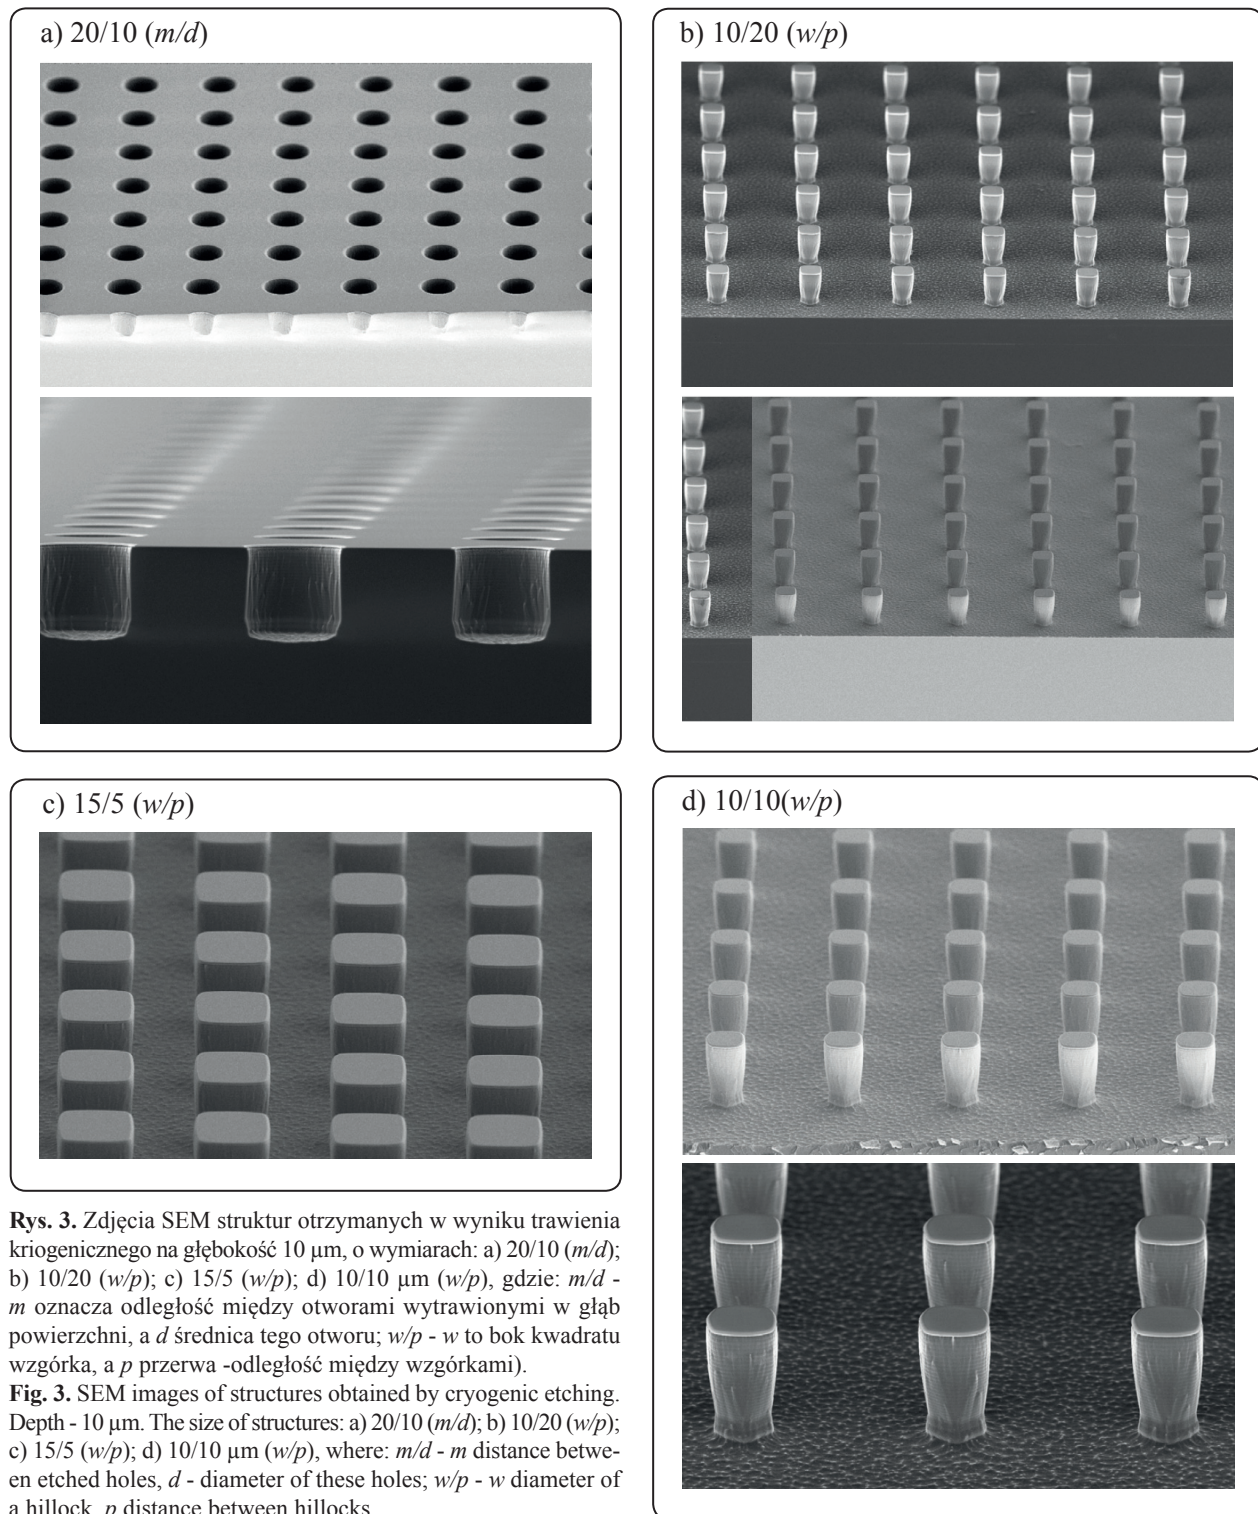 a) 20/10 (m/d)
b) 10/20 (w/p)
c) 15/5 (w/p)
d) 10/10(w/p)
Rys. 3. Zdjęcia SEM struktur otrzymanych w wyniku trawienia
kriogenicznego na głębokość 10 µm, o wymiarach: a) 20/10 (m/d);
b) 10/20 (w/p); c) 15/5 (w/p); d) 10/10 µm (w/p), gdzie: m/d -
m oznacza odległość między otworami wytrawionymi w głąb
powierzchni, a d średnica tego otworu; w/p - w to bok kwadratu
wzgórka, a p przerwa -odległość między wzgórkami).
Fig. 3. SEM images of structures obtained by cryogenic etching.
Depth - 10 µm. The size of structures: a) 20/10 (m/d); b) 10/20 (w/p);
c) 15/5 (w/p); d) 10/10 µm (w/p), where: m/d - m distance betwe-
en etched holes, d - diameter of these holes; w/p - w diameter of
a hillock, p distance between hillocks